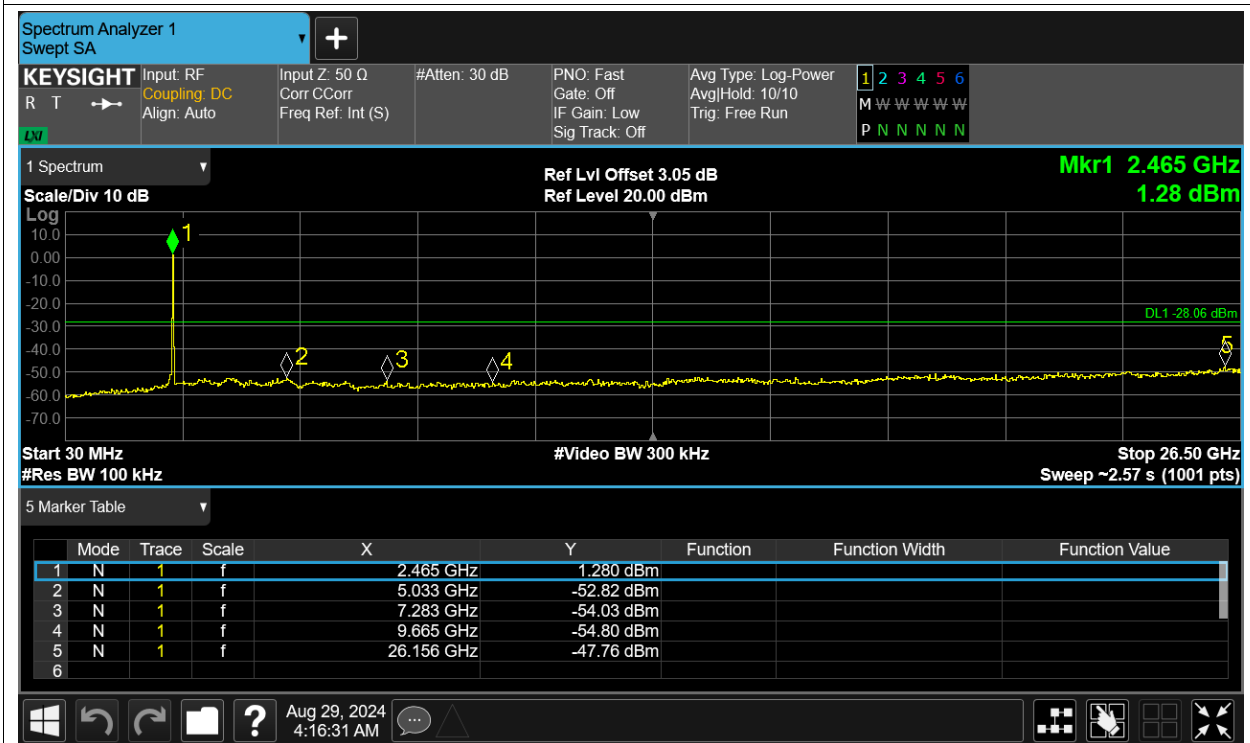 Spectrum Analyzer 1
Swept SA
KEYSIGHT Input: RF Input Z: 50 Ω #Atten: 30 dB PNO: Fast Avg Type: Log-Power 1 2 3 4 5 6
R T Coupling: DC Corr CCorr Gate: Off Avg|Hold: 10/10 M W W W W W
Align: Auto Freq Ref: Int (S) IF Gain: Low Trig: Free Run
LXI Sig Track: Off P N N N N N
1 Spectrum Ref Lvl Offset 3.05 dB Mkr1 2.465 GHz
Scale/Div 10 dB Ref Level 20.00 dBm 1.28 dBm
Log
10.0
0.00
-10.0
-20.0
-30.0
-40.0
-50.0
-60.0
-70.0
1
DL1 -28.06 dBm
2
3
4
5
Start 30 MHz #Video BW 300 kHz Stop 26.50 GHz
#Res BW 100 kHz Sweep ~2.57 s (1001 pts)
5 Marker Table
Mode Trace Scale X Y Function Function Width Function Value
1 N 1 f 2.465 GHz 1.280 dBm
2 N 1 f 5.033 GHz -52.82 dBm
3 N 1 f 7.283 GHz -54.03 dBm
4 N 1 f 9.665 GHz -54.80 dBm
5 N 1 f 26.156 GHz -47.76 dBm
6
? Aug 29, 2024
4:16:31 AM